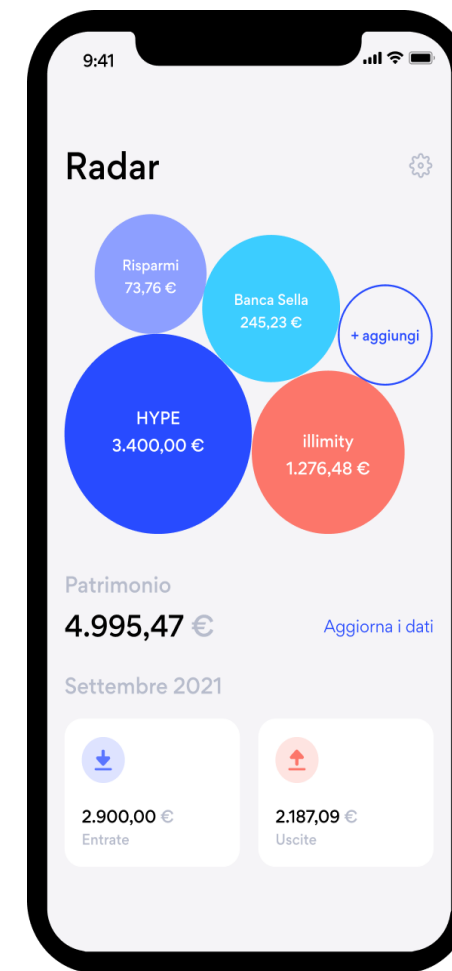 9:41
Radar
Risparmi
73,76 €
Banca Sella
245,23 €
+ aggiungi
HYPE
3.400,00 €
illimity
1.276,48 €
Patrimonio
4.995,47 €
Aggiorna i dati
Settembre 2021
2.900,00 €
Entrate
2.187,09 €
Uscite